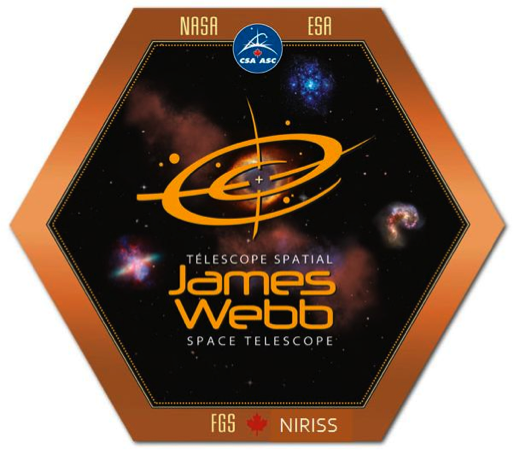 NASA ESA
CSA ASC
TÉLESCOPE SPATIAL
James
Webb
SPACE TELESCOPE
FGS NIRISS